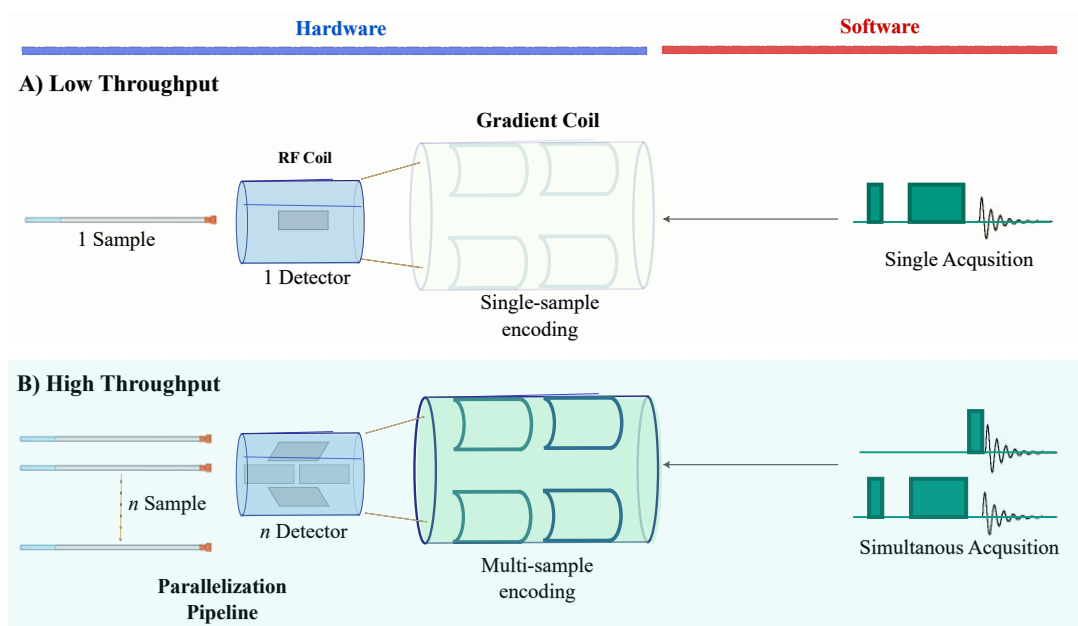 Hardware
Software
A) Low Throughput
Gradient Coil
RF Coil
1 Sample
1 Detector
Single-sample
encoding
Single Acqusition
B) High Throughput
n Sample
n Detector
Multi-sample
encoding
Simultanous Acqusition
Parallelization
Pipeline